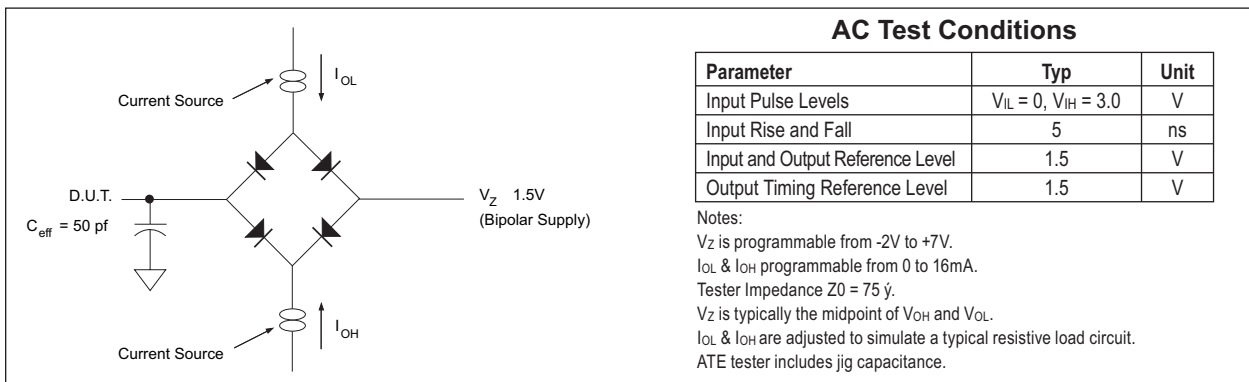 I_OL
Current Source
D.U.T.
C_eff = 50 pf
V_Z 1.5V
(Bipolar Supply)
I_OH
Current Source
AC Test Conditions
Parameter Typ Unit
Input Pulse Levels V_IL = 0, V_IH = 3.0 V
Input Rise and Fall 5 ns
Input and Output Reference Level 1.5 V
Output Timing Reference Level 1.5 V
Notes:
V_Z is programmable from -2V to +7V.
I_OL & I_OH programmable from 0 to 16mA.
Tester Impedance Z0 = 75 ý.
V_Z is typically the midpoint of V_OH and V_OL.
I_OL & I_OH are adjusted to simulate a typical resistive load circuit.
ATE tester includes jig capacitance.